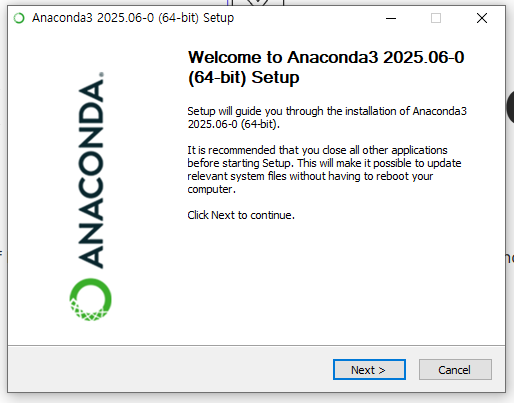 Anaconda3 2025.06-0 (64-bit) Setup
Welcome to Anaconda3 2025.06-0
(64-bit) Setup
Setup will guide you through the installation of Anaconda3
2025.06-0 (64-bit).
It is recommended that you close all other applications
before starting Setup. This will make it possible to update
relevant system files without having to reboot your
computer.
Click Next to continue.
ANACONDA.
Next >
Cancel